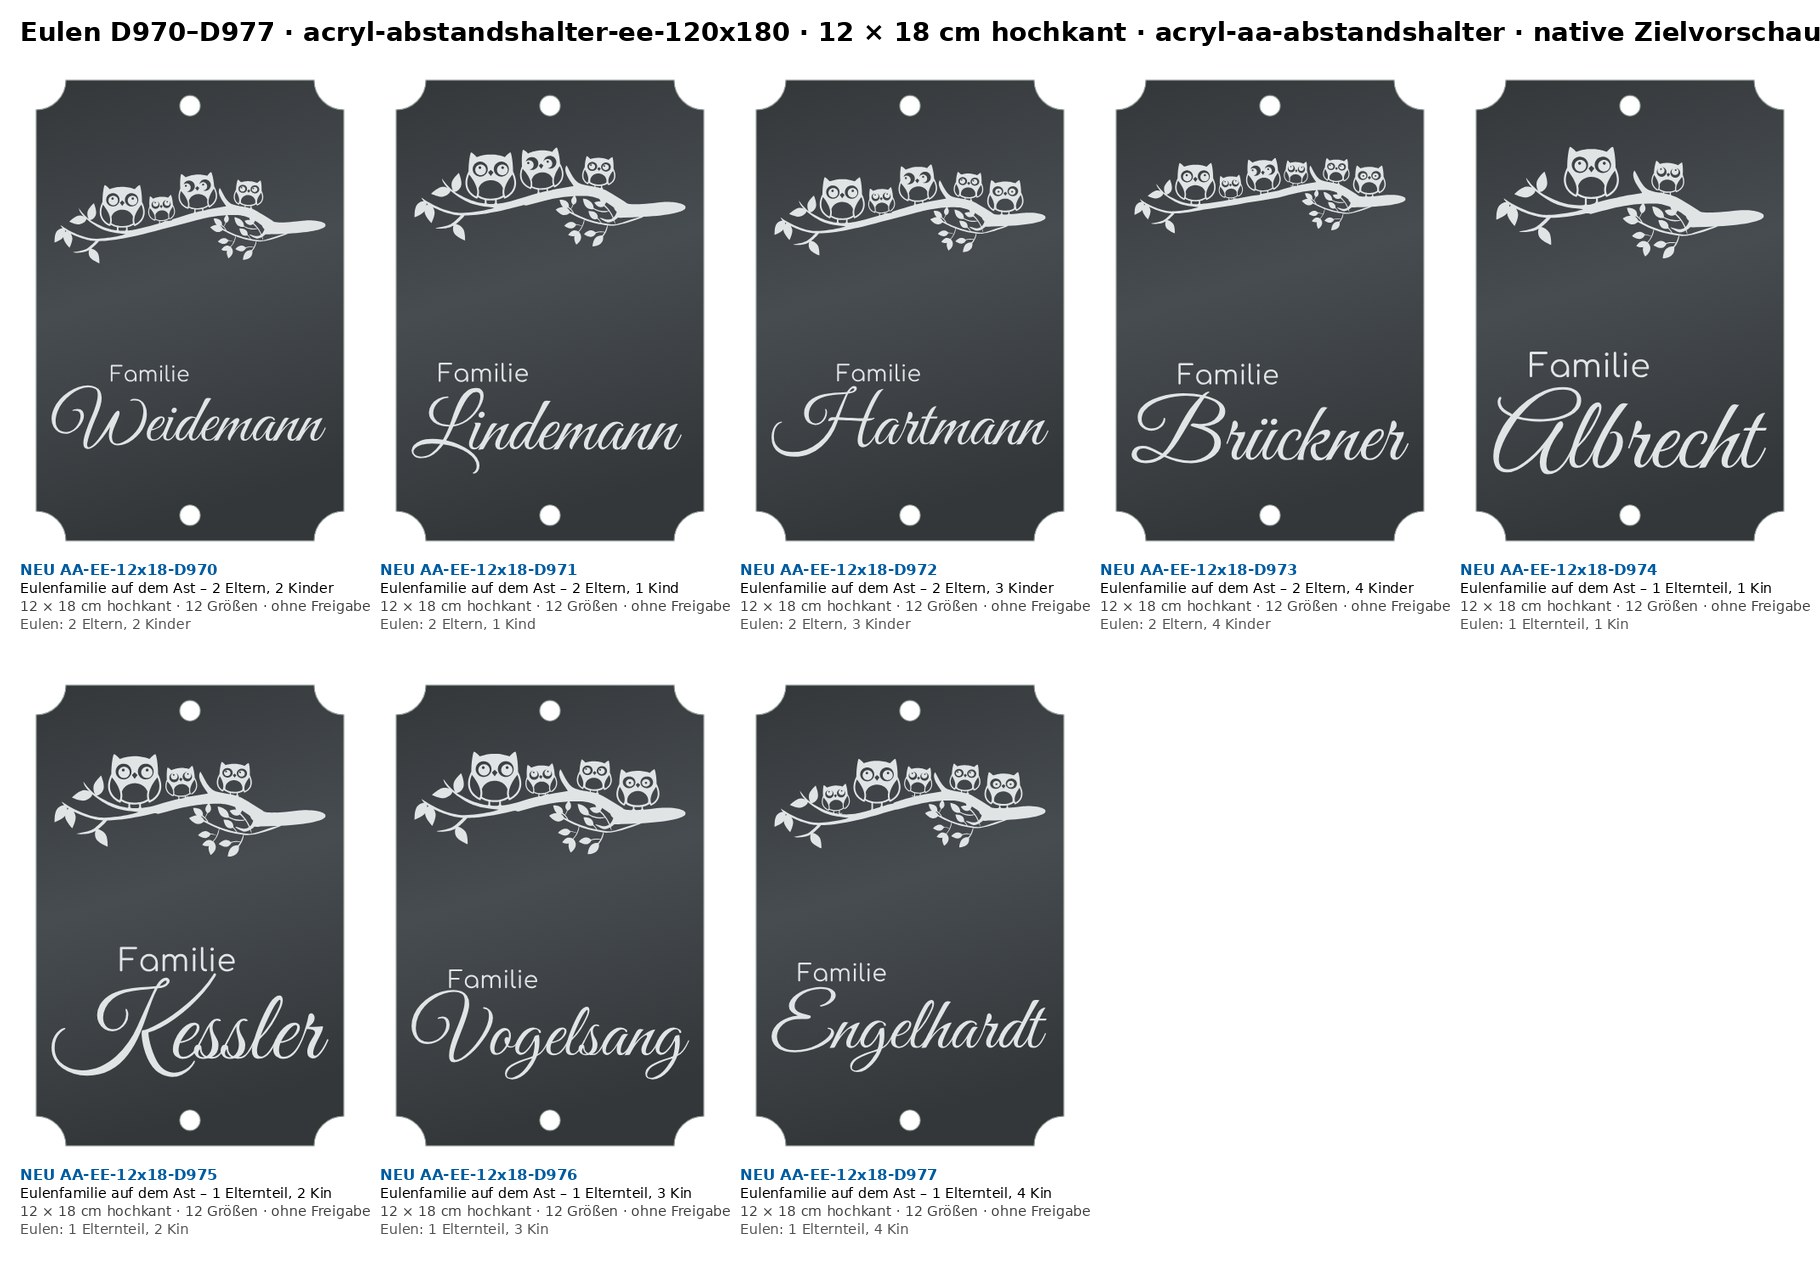 Eulen D970–D977 · acryl-abstandshalter-ee-120x180 · 12 × 18 cm hochkant · acryl-aa-abstandshalter · native Zielvorschau
Familie
Weidemann
NEU AA-EE-12x18-D970
Eulenfamilie auf dem Ast – 2 Eltern, 2 Kinder
12 × 18 cm hochkant · 12 Größen · ohne Freigabe
Eulen: 2 Eltern, 2 Kinder
Familie
Lindemann
NEU AA-EE-12x18-D971
Eulenfamilie auf dem Ast – 2 Eltern, 1 Kind
12 × 18 cm hochkant · 12 Größen · ohne Freigabe
Eulen: 2 Eltern, 1 Kind
Familie
Hartmann
NEU AA-EE-12x18-D972
Eulenfamilie auf dem Ast – 2 Eltern, 3 Kinder
12 × 18 cm hochkant · 12 Größen · ohne Freigabe
Eulen: 2 Eltern, 3 Kinder
Familie
Brückner
NEU AA-EE-12x18-D973
Eulenfamilie auf dem Ast – 2 Eltern, 4 Kinder
12 × 18 cm hochkant · 12 Größen · ohne Freigabe
Eulen: 2 Eltern, 4 Kinder
Familie
Albrecht
NEU AA-EE-12x18-D974
Eulenfamilie auf dem Ast – 1 Elternteil, 1 Kin
12 × 18 cm hochkant · 12 Größen · ohne Freigabe
Eulen: 1 Elternteil, 1 Kin
Familie
Kessler
NEU AA-EE-12x18-D975
Eulenfamilie auf dem Ast – 1 Elternteil, 2 Kin
12 × 18 cm hochkant · 12 Größen · ohne Freigabe
Eulen: 1 Elternteil, 2 Kin
Familie
Vogelsang
NEU AA-EE-12x18-D976
Eulenfamilie auf dem Ast – 1 Elternteil, 3 Kin
12 × 18 cm hochkant · 12 Größen · ohne Freigabe
Eulen: 1 Elternteil, 3 Kin
Familie
Engelhardt
NEU AA-EE-12x18-D977
Eulenfamilie auf dem Ast – 1 Elternteil, 4 Kin
12 × 18 cm hochkant · 12 Größen · ohne Freigabe
Eulen: 1 Elternteil, 4 Kin